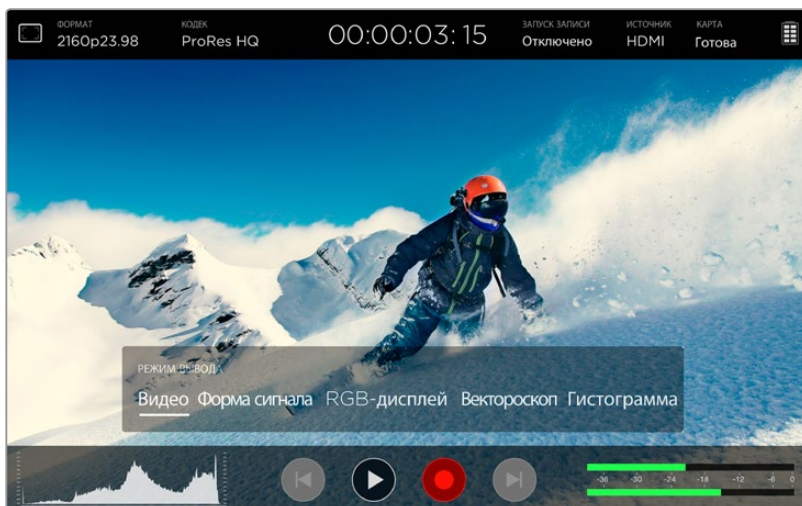 ФОРМАТ
2160p23.98
КОДЕК
ProRes HQ
00:00:03:15
ЗАПУСК ЗАПИСИ
Отключено
ИСТОЧНИК
HDMI
КАРТА
Готова
РЕЖИМ ВЫВОДА
Видео Форма сигнала RGB-дисплей Вектороскоп Гистограмма
-36 -30 -24 -18 -12 -6 0